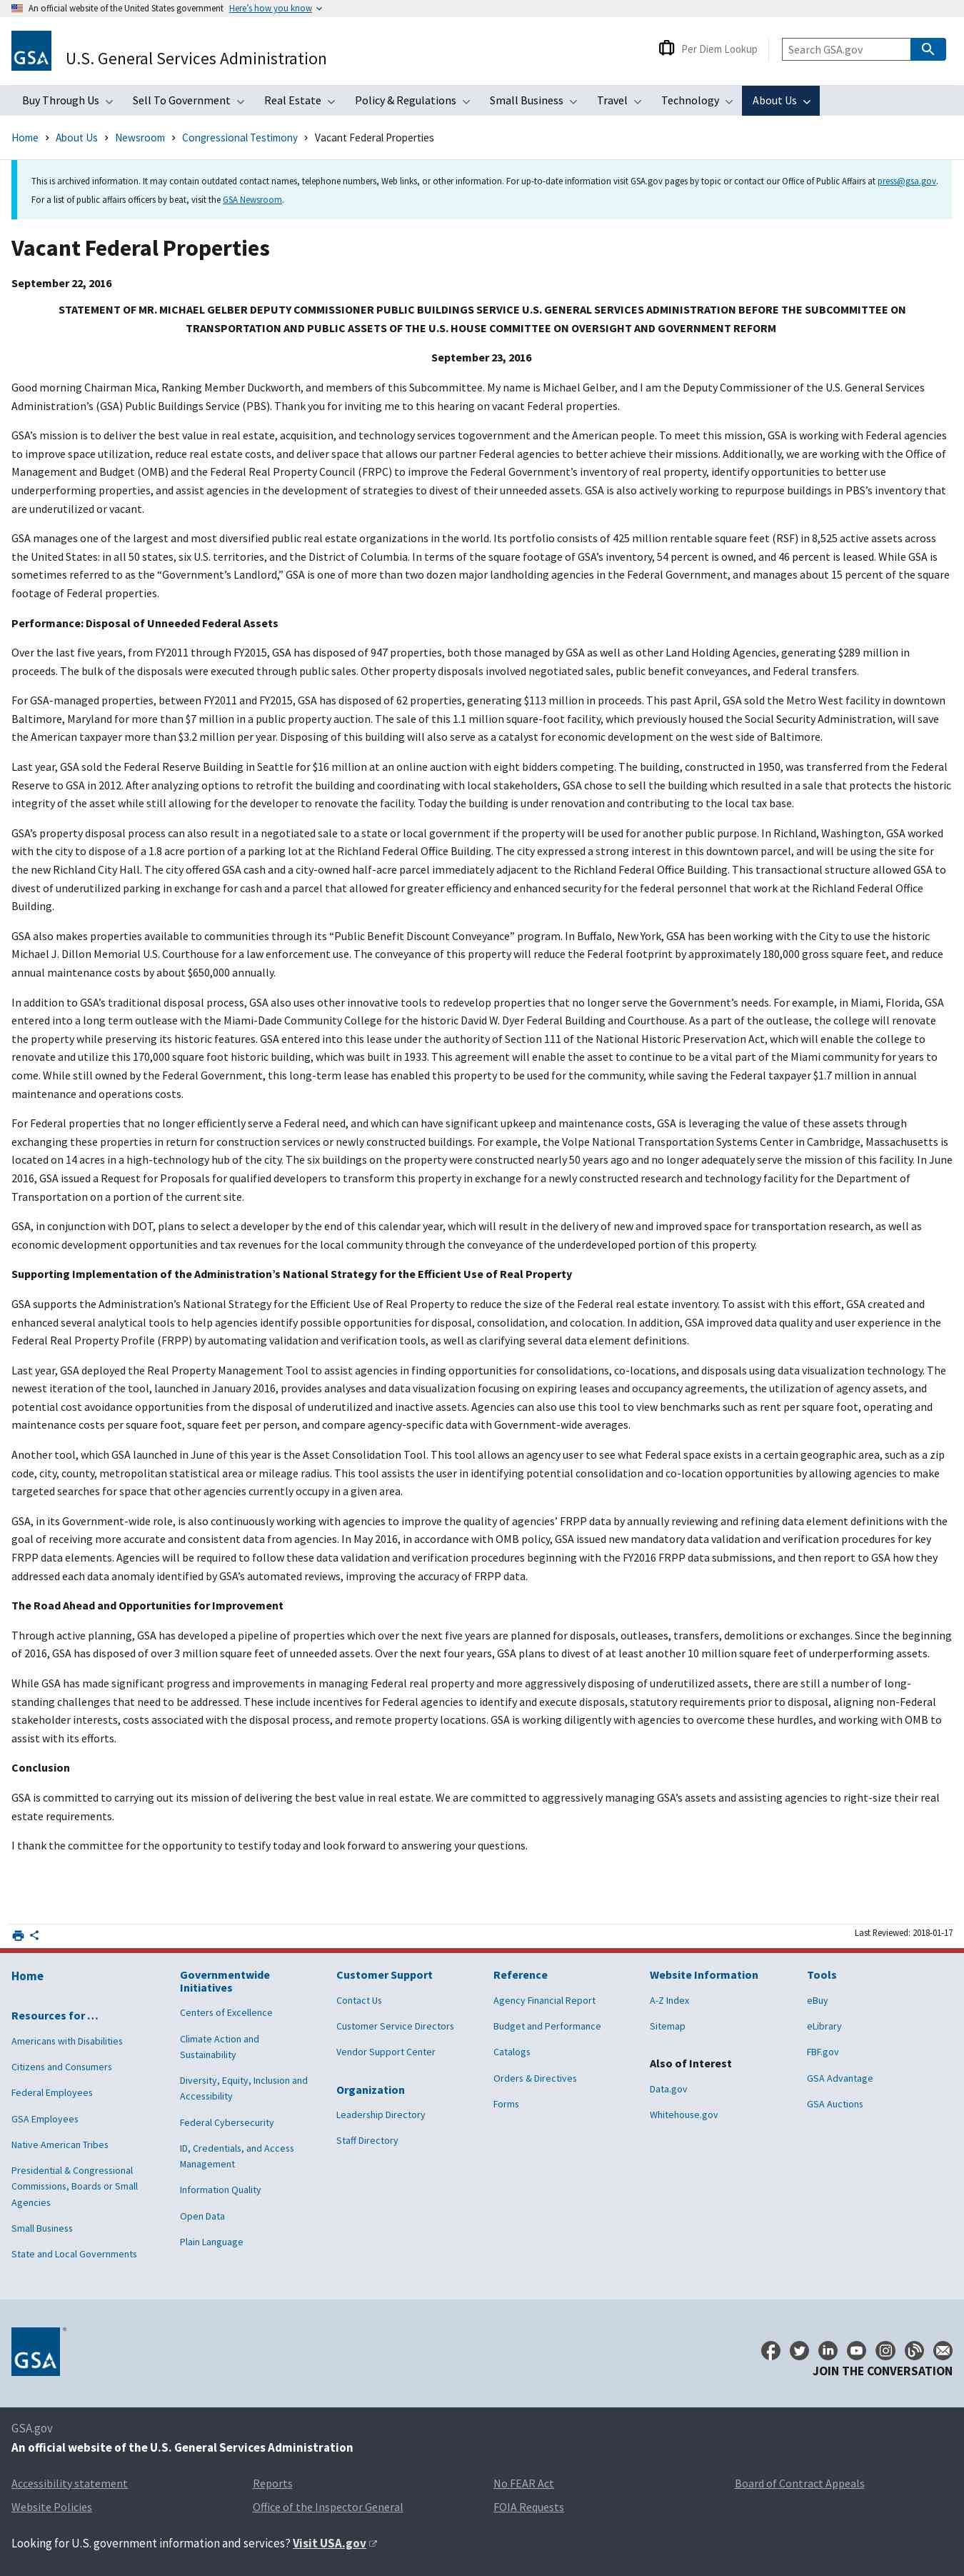 An official website of the United States government Here's how you know
GSA
U.S. General Services Administration
Per Diem Lookup
Search GSA.gov
Buy Through Us Sell To Government Real Estate Policy & Regulations Small Business Travel Technology About Us
Home > About Us > Newsroom > Congressional Testimony > Vacant Federal Properties
This is archived information. It may contain outdated contact names, telephone numbers, Web links, or other information. For up-to-date information visit GSA.gov pages by topic or contact our Office of Public Affairs at press@gsa.gov.
For a list of public affairs officers by beat, visit the GSA Newsroom.
Vacant Federal Properties
September 22, 2016
STATEMENT OF MR. MICHAEL GELBER DEPUTY COMMISSIONER PUBLIC BUILDINGS SERVICE U.S. GENERAL SERVICES ADMINISTRATION BEFORE THE SUBCOMMITTEE ON
TRANSPORTATION AND PUBLIC ASSETS OF THE U.S. HOUSE COMMITTEE ON OVERSIGHT AND GOVERNMENT REFORM
September 23, 2016
Good morning Chairman Mica, Ranking Member Duckworth, and members of this Subcommittee. My name is Michael Gelber, and I am the Deputy Commissioner of the U.S. General Services
Administration's (GSA) Public Buildings Service (PBS). Thank you for inviting me to this hearing on vacant Federal properties.
GSA's mission is to deliver the best value in real estate, acquisition, and technology services togovernment and the American people. To meet this mission, GSA is working with Federal agencies
to improve space utilization, reduce real estate costs, and deliver space that allows our partner Federal agencies to better achieve their missions. Additionally, we are working with the Office of
Management and Budget (OMB) and the Federal Real Property Council (FRPC) to improve the Federal Government's inventory of real property, identify opportunities to better use
underperforming properties, and assist agencies in the development of strategies to divest of their unneeded assets. GSA is also actively working to repurpose buildings in PBS's inventory that
are underutilized or vacant.
GSA manages one of the largest and most diversified public real estate organizations in the world. Its portfolio consists of 425 million rentable square feet (RSF) in 8,525 active assets across
the United States: in all 50 states, six U.S. territories, and the District of Columbia. In terms of the square footage of GSA's inventory, 54 percent is owned, and 46 percent is leased. While GSA is
sometimes referred to as the “Government's Landlord,” GSA is one of more than two dozen major landholding agencies in the Federal Government, and manages about 15 percent of the square
footage of Federal properties.
Performance: Disposal of Unneeded Federal Assets
Over the last five years, from FY2011 through FY2015, GSA has disposed of 947 properties, both those managed by GSA as well as other Land Holding Agencies, generating $289 million in
proceeds. The bulk of the disposals were executed through public sales. Other property disposals involved negotiated sales, public benefit conveyances, and Federal transfers.
For GSA-managed properties, between FY2011 and FY2015, GSA has disposed of 62 properties, generating $113 million in proceeds. This past April, GSA sold the Metro West facility in downtown
Baltimore, Maryland for more than $7 million in a public property auction. The sale of this 1.1 million square-foot facility, which previously housed the Social Security Administration, will save
the American taxpayer more than $3.2 million per year. Disposing of this building will also serve as a catalyst for economic development on the west side of Baltimore.
Last year, GSA sold the Federal Reserve Building in Seattle for $16 million at an online auction with eight bidders competing. The building, constructed in 1950, was transferred from the Federal
Reserve to GSA in 2012. After analyzing options to retrofit the building and coordinating with local stakeholders, GSA chose to sell the building which resulted in a sale that protects the historic
integrity of the asset while still allowing for the developer to renovate the facility. Today the building is under renovation and contributing to the local tax base.
GSA's property disposal process can also result in a negotiated sale to a state or local government if the property will be used for another public purpose. In Richland, Washington, GSA worked
with the city to dispose of a 1.8 acre portion of a parking lot at the Richland Federal Office Building. The city expressed a strong interest in this downtown parcel, and will be using the site for
the new Richland City Hall. The city offered GSA cash and a city-owned half-acre parcel immediately adjacent to the Richland Federal Office Building. This transactional structure allowed GSA to
divest of underutilized parking in exchange for cash and a parcel that allowed for greater efficiency and enhanced security for the federal personnel that work at the Richland Federal Office
Building.
GSA also makes properties available to communities through its “Public Benefit Discount Conveyance” program. In Buffalo, New York, GSA has been working with the City to use the historic
Michael J. Dillon Memorial U.S. Courthouse for a law enforcement use. The conveyance of this property will reduce the Federal footprint by approximately 180,000 gross square feet, and reduce
annual maintenance costs by about $650,000 annually.
In addition to GSA's traditional disposal process, GSA also uses other innovative tools to redevelop properties that no longer serve the Government's needs. For example, in Miami, Florida, GSA
entered into a long term outlease with the Miami-Dade Community College for the historic David W. Dyer Federal Building and Courthouse. As a part of the outlease, the college will renovate
the property while preserving its historic features. GSA entered into this lease under the authority of Section 111 of the National Historic Preservation Act, which will enable the college to
renovate and utilize this 170,000 square foot historic building, which was built in 1933. This agreement will enable the asset to continue to be a vital part of the Miami community for years to
come. While still owned by the Federal Government, this long-term lease has enabled this property to be used for the community, while saving the Federal taxpayer $1.7 million in annual
maintenance and operations costs.
For Federal properties that no longer efficiently serve a Federal need, and which can have significant upkeep and maintenance costs, GSA is leveraging the value of these assets through
exchanging these properties in return for construction services or newly constructed buildings. For example, the Volpe National Transportation Systems Center in Cambridge, Massachusetts is
located on 14 acres in a high-technology hub of the city. The six buildings on the property were constructed nearly 50 years ago and no longer adequately serve the mission of this facility. In June
2016, GSA issued a Request for Proposals for qualified developers to transform this property in exchange for a newly constructed research and technology facility for the Department of
Transportation on a portion of the current site.
GSA, in conjunction with DOT, plans to select a developer by the end of this calendar year, which will result in the delivery of new and improved space for transportation research, as well as
economic development opportunities and tax revenues for the local community through the conveyance of the underdeveloped portion of this property.
Supporting Implementation of the Administration's National Strategy for the Efficient Use of Real Property
GSA supports the Administration's National Strategy for the Efficient Use of Real Property to reduce the size of the Federal real estate inventory. To assist with this effort, GSA created and
enhanced several analytical tools to help agencies identify possible opportunities for disposal, consolidation, and colocation. In addition, GSA improved data quality and user experience in the
Federal Real Property Profile (FRPP) by automating validation and verification tools, as well as clarifying several data element definitions.
Last year, GSA deployed the Real Property Management Tool to assist agencies in finding opportunities for consolidations, co-locations, and disposals using data visualization technology. The
newest iteration of the tool, launched in January 2016, provides analyses and data visualization focusing on expiring leases and occupancy agreements, the utilization of agency assets, and
potential cost avoidance opportunities from the disposal of underutilized and inactive assets. Agencies can also use this tool to view benchmarks such as rent per square foot, operating and
maintenance costs per square foot, square feet per person, and compare agency-specific data with Government-wide averages.
Another tool, which GSA launched in June of this year is the Asset Consolidation Tool. This tool allows an agency user to see what Federal space exists in a certain geographic area, such as a zip
code, city, county, metropolitan statistical area or mileage radius. This tool assists the user in identifying potential consolidation and co-location opportunities by allowing agencies to make
targeted searches for space that other agencies currently occupy in a given area.
GSA, in its Government-wide role, is also continuously working with agencies to improve the quality of agencies' FRPP data by annually reviewing and refining data element definitions with the
goal of receiving more accurate and consistent data from agencies. In May 2016, in accordance with OMB policy, GSA issued new mandatory data validation and verification procedures for key
FRPP data elements. Agencies will be required to follow these data validation and verification procedures beginning with the FY2016 FRPP data submissions, and then report to GSA how they
addressed each data anomaly identified by GSA's automated reviews, improving the accuracy of FRPP data.
The Road Ahead and Opportunities for Improvement
Through active planning, GSA has developed a pipeline of properties which over the next five years are planned for disposals, outleases, transfers, demolitions or exchanges. Since the beginning
of 2016, GSA has disposed of over 3 million square feet of unneeded assets. Over the next four years, GSA plans to divest of at least another 10 million square feet of underperforming assets.
While GSA has made significant progress and improvements in managing Federal real property and more aggressively disposing of underutilized assets, there are still a number of long-
standing challenges that need to be addressed. These include incentives for Federal agencies to identify and execute disposals, statutory requirements prior to disposal, aligning non-Federal
stakeholder interests, costs associated with the disposal process, and remote property locations. GSA is working diligently with agencies to overcome these hurdles, and working with OMB to
assist with its efforts.
Conclusion
GSA is committed to carrying out its mission of delivering the best value in real estate. We are committed to aggressively managing GSA's assets and assisting agencies to right-size their real
estate requirements.
I thank the committee for the opportunity to testify today and look forward to answering your questions.
Last Reviewed: 2018-01-17
Home
Resources for …
Americans with Disabilities
Citizens and Consumers
Federal Employees
GSA Employees
Native American Tribes
Presidential & Congressional
Commissions, Boards or Small
Agencies
Small Business
State and Local Governments
Governmentwide
Initiatives
Centers of Excellence
Climate Action and
Sustainability
Diversity, Equity, Inclusion and
Accessibility
Federal Cybersecurity
ID, Credentials, and Access
Management
Information Quality
Open Data
Plain Language
Customer Support
Contact Us
Customer Service Directors
Vendor Support Center
Organization
Leadership Directory
Staff Directory
Reference
Agency Financial Report
Budget and Performance
Catalogs
Orders & Directives
Forms
Website Information
A-Z Index
Sitemap
Also of Interest
Data.gov
Whitehouse.gov
Tools
eBuy
eLibrary
FBF.gov
GSA Advantage
GSA Auctions
GSA
JOIN THE CONVERSATION
GSA.gov
An official website of the U.S. General Services Administration
Accessibility statement Reports No FEAR Act Board of Contract Appeals
Website Policies Office of the Inspector General FOIA Requests
Looking for U.S. government information and services? Visit USA.gov